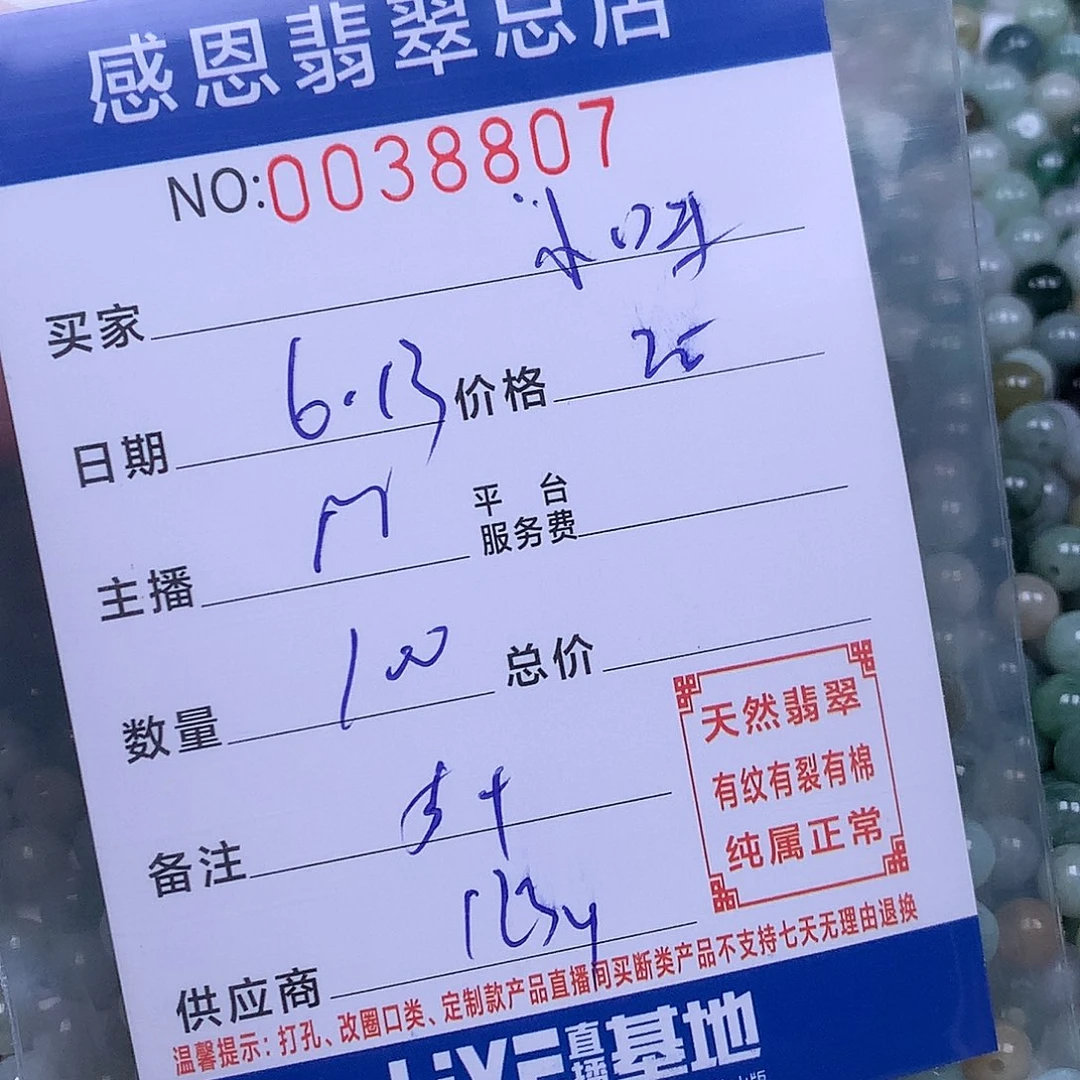 感恩翡翠总店
NO:0038807
买家
日期 6.13 价格
主播 平台服务费
数量 100 总价
备注
供应商
天然翡翠
有纹有裂有棉
纯属正常
温馨提示:打孔、改圈口类、定制款产品直播间买断类产品不支持七天无理由退换
LIVE直播基地